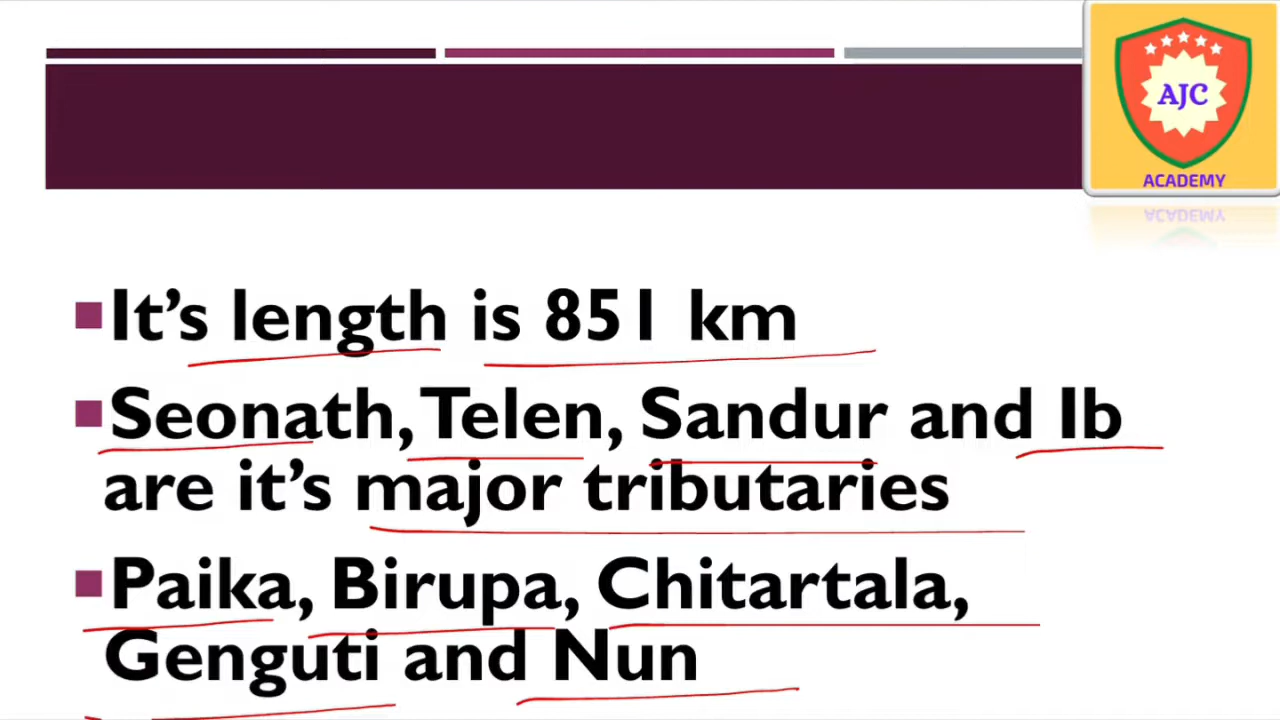 AJC
ACADEMY
It’s length is 851 km
Seonath, Telen, Sandur and Ib
are it’s major tributaries
Paika, Birupa, Chitartala,
Genguti and Nun